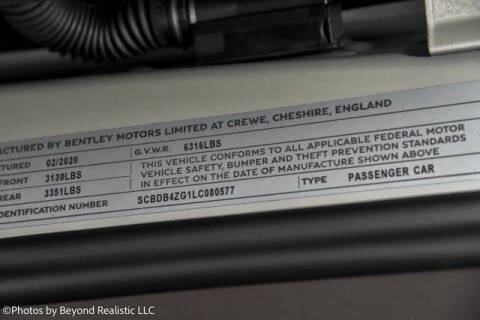 ACTURED BY BENTLEY MOTORS LIMITED AT CREWE, CHESHIRE, ENGLAND
TURED 02/2020 G.V.W.R. 6316LBS
FRONT 3130LBS THIS VEHICLE CONFORMS TO ALL APPLICABLE FEDERAL MOTOR
REAR 3351LBS VEHICLE SAFETY, BUMPER AND THEFT PREVENTION STANDARDS
IN EFFECT ON THE DATE OF MANUFACTURE SHOWN ABOVE
DENTIFICATION NUMBER SCBDB4ZG1LC080577 TYPE PASSENGER CAR
©Photos by Beyond Realistic LLC